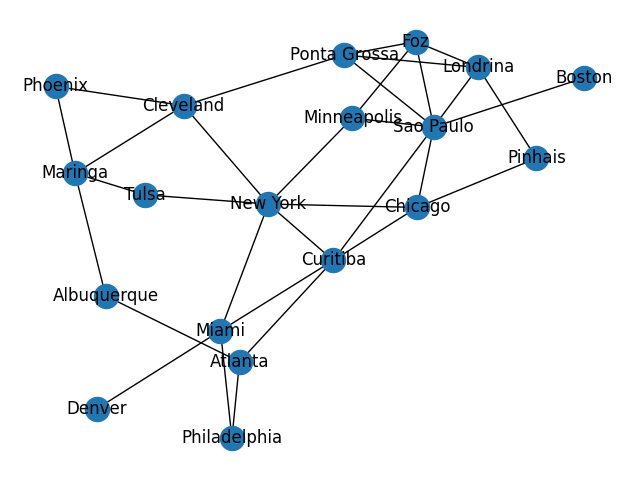 Foz
Ponta Grossa
Londrina
Boston
Phoenix
Cleveland
Minneapolis
Sao Paulo
Pinhais
Maringa
Tulsa
New York
Chicago
Curitiba
Albuquerque
Miami
Atlanta
Denver
Philadelphia